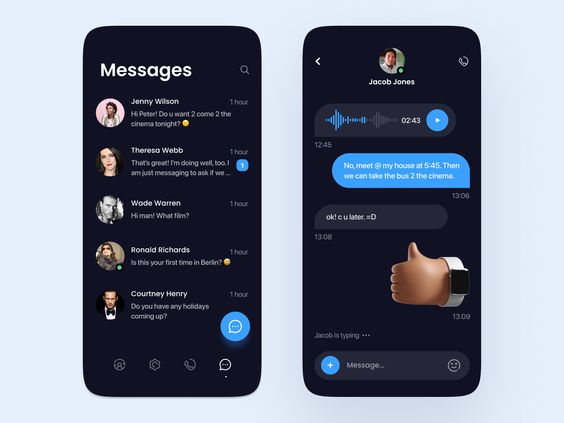 Messages
Jenny Wilson
1 hour
Hi Peter! Do u want 2 come 2 the
cinema tonight? 😅
Theresa Webb
1 hour
That's great! I'm doing well, too. I
am just messaging to ask if we ...
1
Wade Warren
1 hour
Hi man! What film?
Ronald Richards
1 hour
Is this your first time in Berlin? 😅
Courtney Henry
1 hour
Do you have any holidays
coming up?
Jacob Jones
02:43
12:45
No, meet @ my house at 5:45. Then
we can take the bus 2 the cinema.
13:06
ok! c u later. =D
13:08
13:09
Jacob is typing •••
Message...